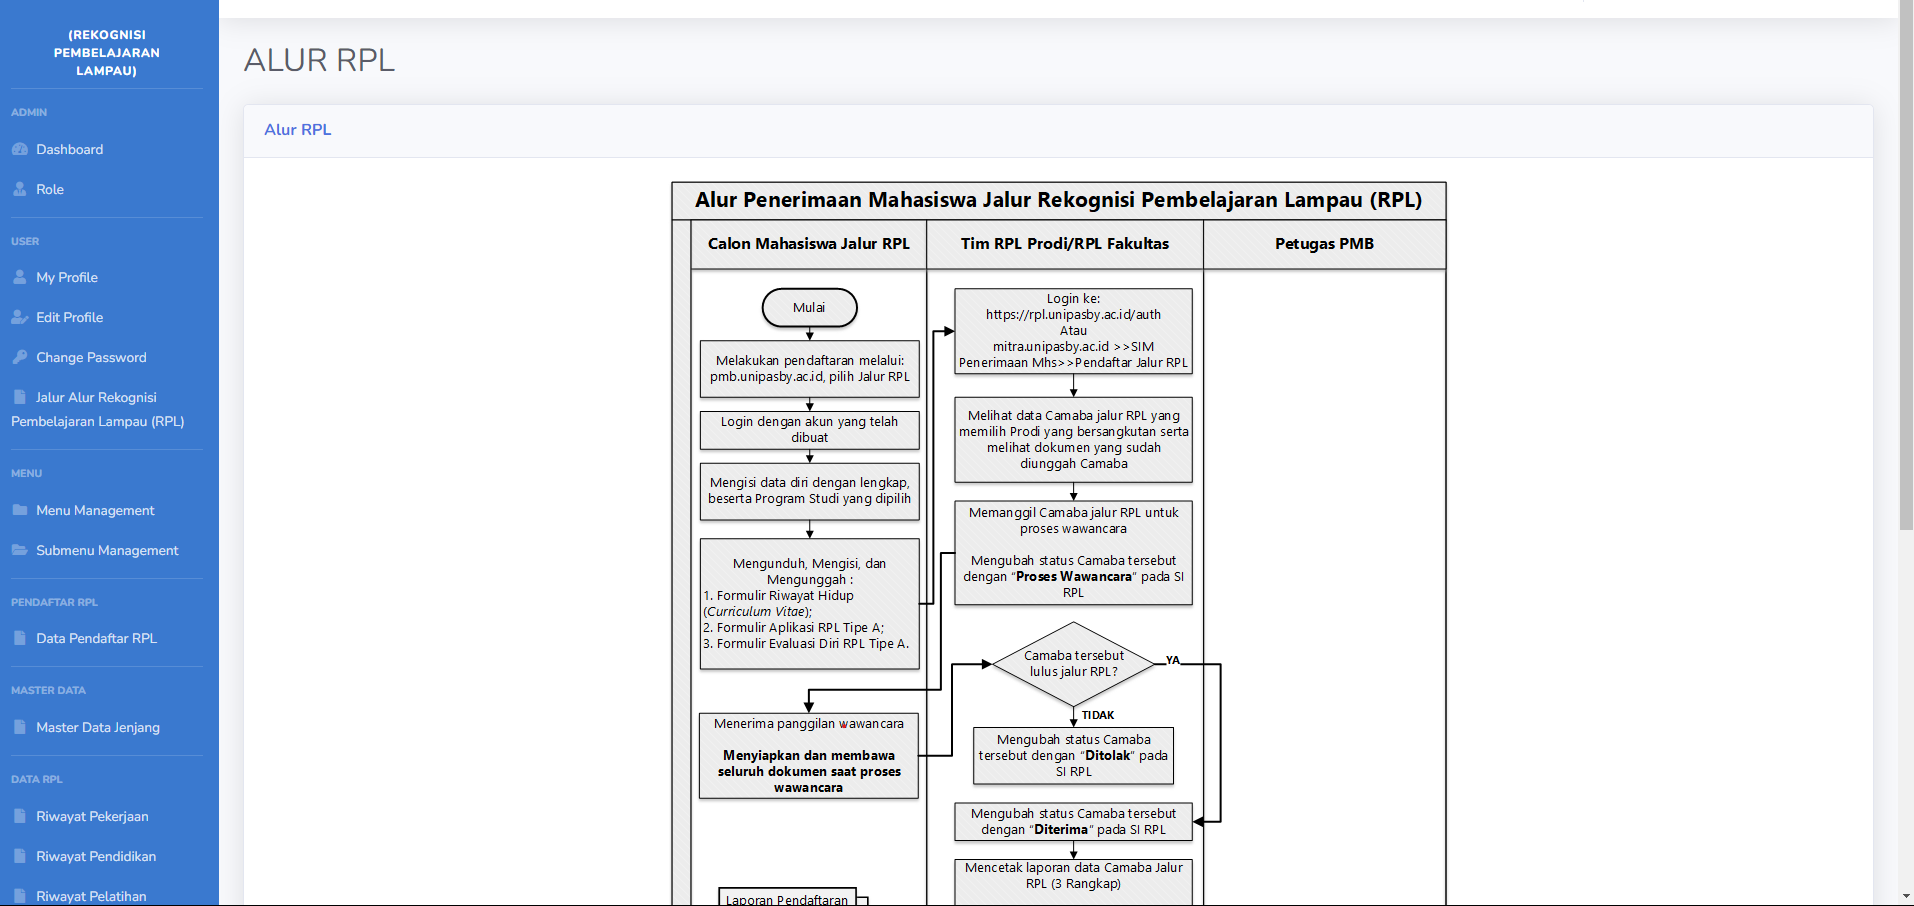 (REKOGNISI
PEMBELAJARAN
LAMPAU)
ADMIN
Dashboard
Role
USER
My Profile
Edit Profile
Change Password
Jalur Alur Rekognisi
Pembelajaran Lampau (RPL)
MENU
Menu Management
Submenu Management
PENDAFTAR RPL
Data Pendaftar RPL
MASTER DATA
Master Data Jenjang
DATA RPL
Riwayat Pekerjaan
Riwayat Pendidikan
Riwayat Pelatihan
ALUR RPL
Alur RPL
Alur Penerimaan Mahasiswa Jalur Rekognisi Pembelajaran Lampau (RPL)
Calon Mahasiswa Jalur RPL
Tim RPL Prodi/RPL Fakultas
Petugas PMB
Mulai
Melakukan pendaftaran melalui:
pmb.unipasby.ac.id, pilih Jalur RPL
Login dengan akun yang telah
dibuat
Mengisi data diri dengan lengkap,
beserta Program Studi yang dipilih
Mengunduh, Mengisi, dan
Mengunggah :
1. Formulir Riwayat Hidup
(Curriculum Vitae);
2. Formulir Aplikasi RPL Tipe A;
3. Formulir Evaluasi Diri RPL Tipe A.
Menerima panggilan wawancara
Menyiapkan dan membawa
seluruh dokumen saat proses
wawancara
Laporan Pendaftaran
Login ke:
https://rpl.unipasby.ac.id/auth
Atau
mitra.unipasby.ac.id >>SIM
Penerimaan Mhs>>Pendaftar Jalur RPL
Melihat data Camaba jalur RPL yang
memilih Prodi yang bersangkutan serta
melihat dokumen yang sudah
diunggah Camaba
Memanggil Camaba jalur RPL untuk
proses wawancara
Mengubah status Camaba tersebut
dengan “Proses Wawancara” pada SI
RPL
Camaba tersebut
lulus jalur RPL?
YA
TIDAK
Mengubah status Camaba
tersebut dengan “Ditolak” pada
SI RPL
Mengubah status Camaba tersebut
dengan “Diterima” pada SI RPL
Mencetak laporan data Camaba Jalur
RPL (3 Rangkap)